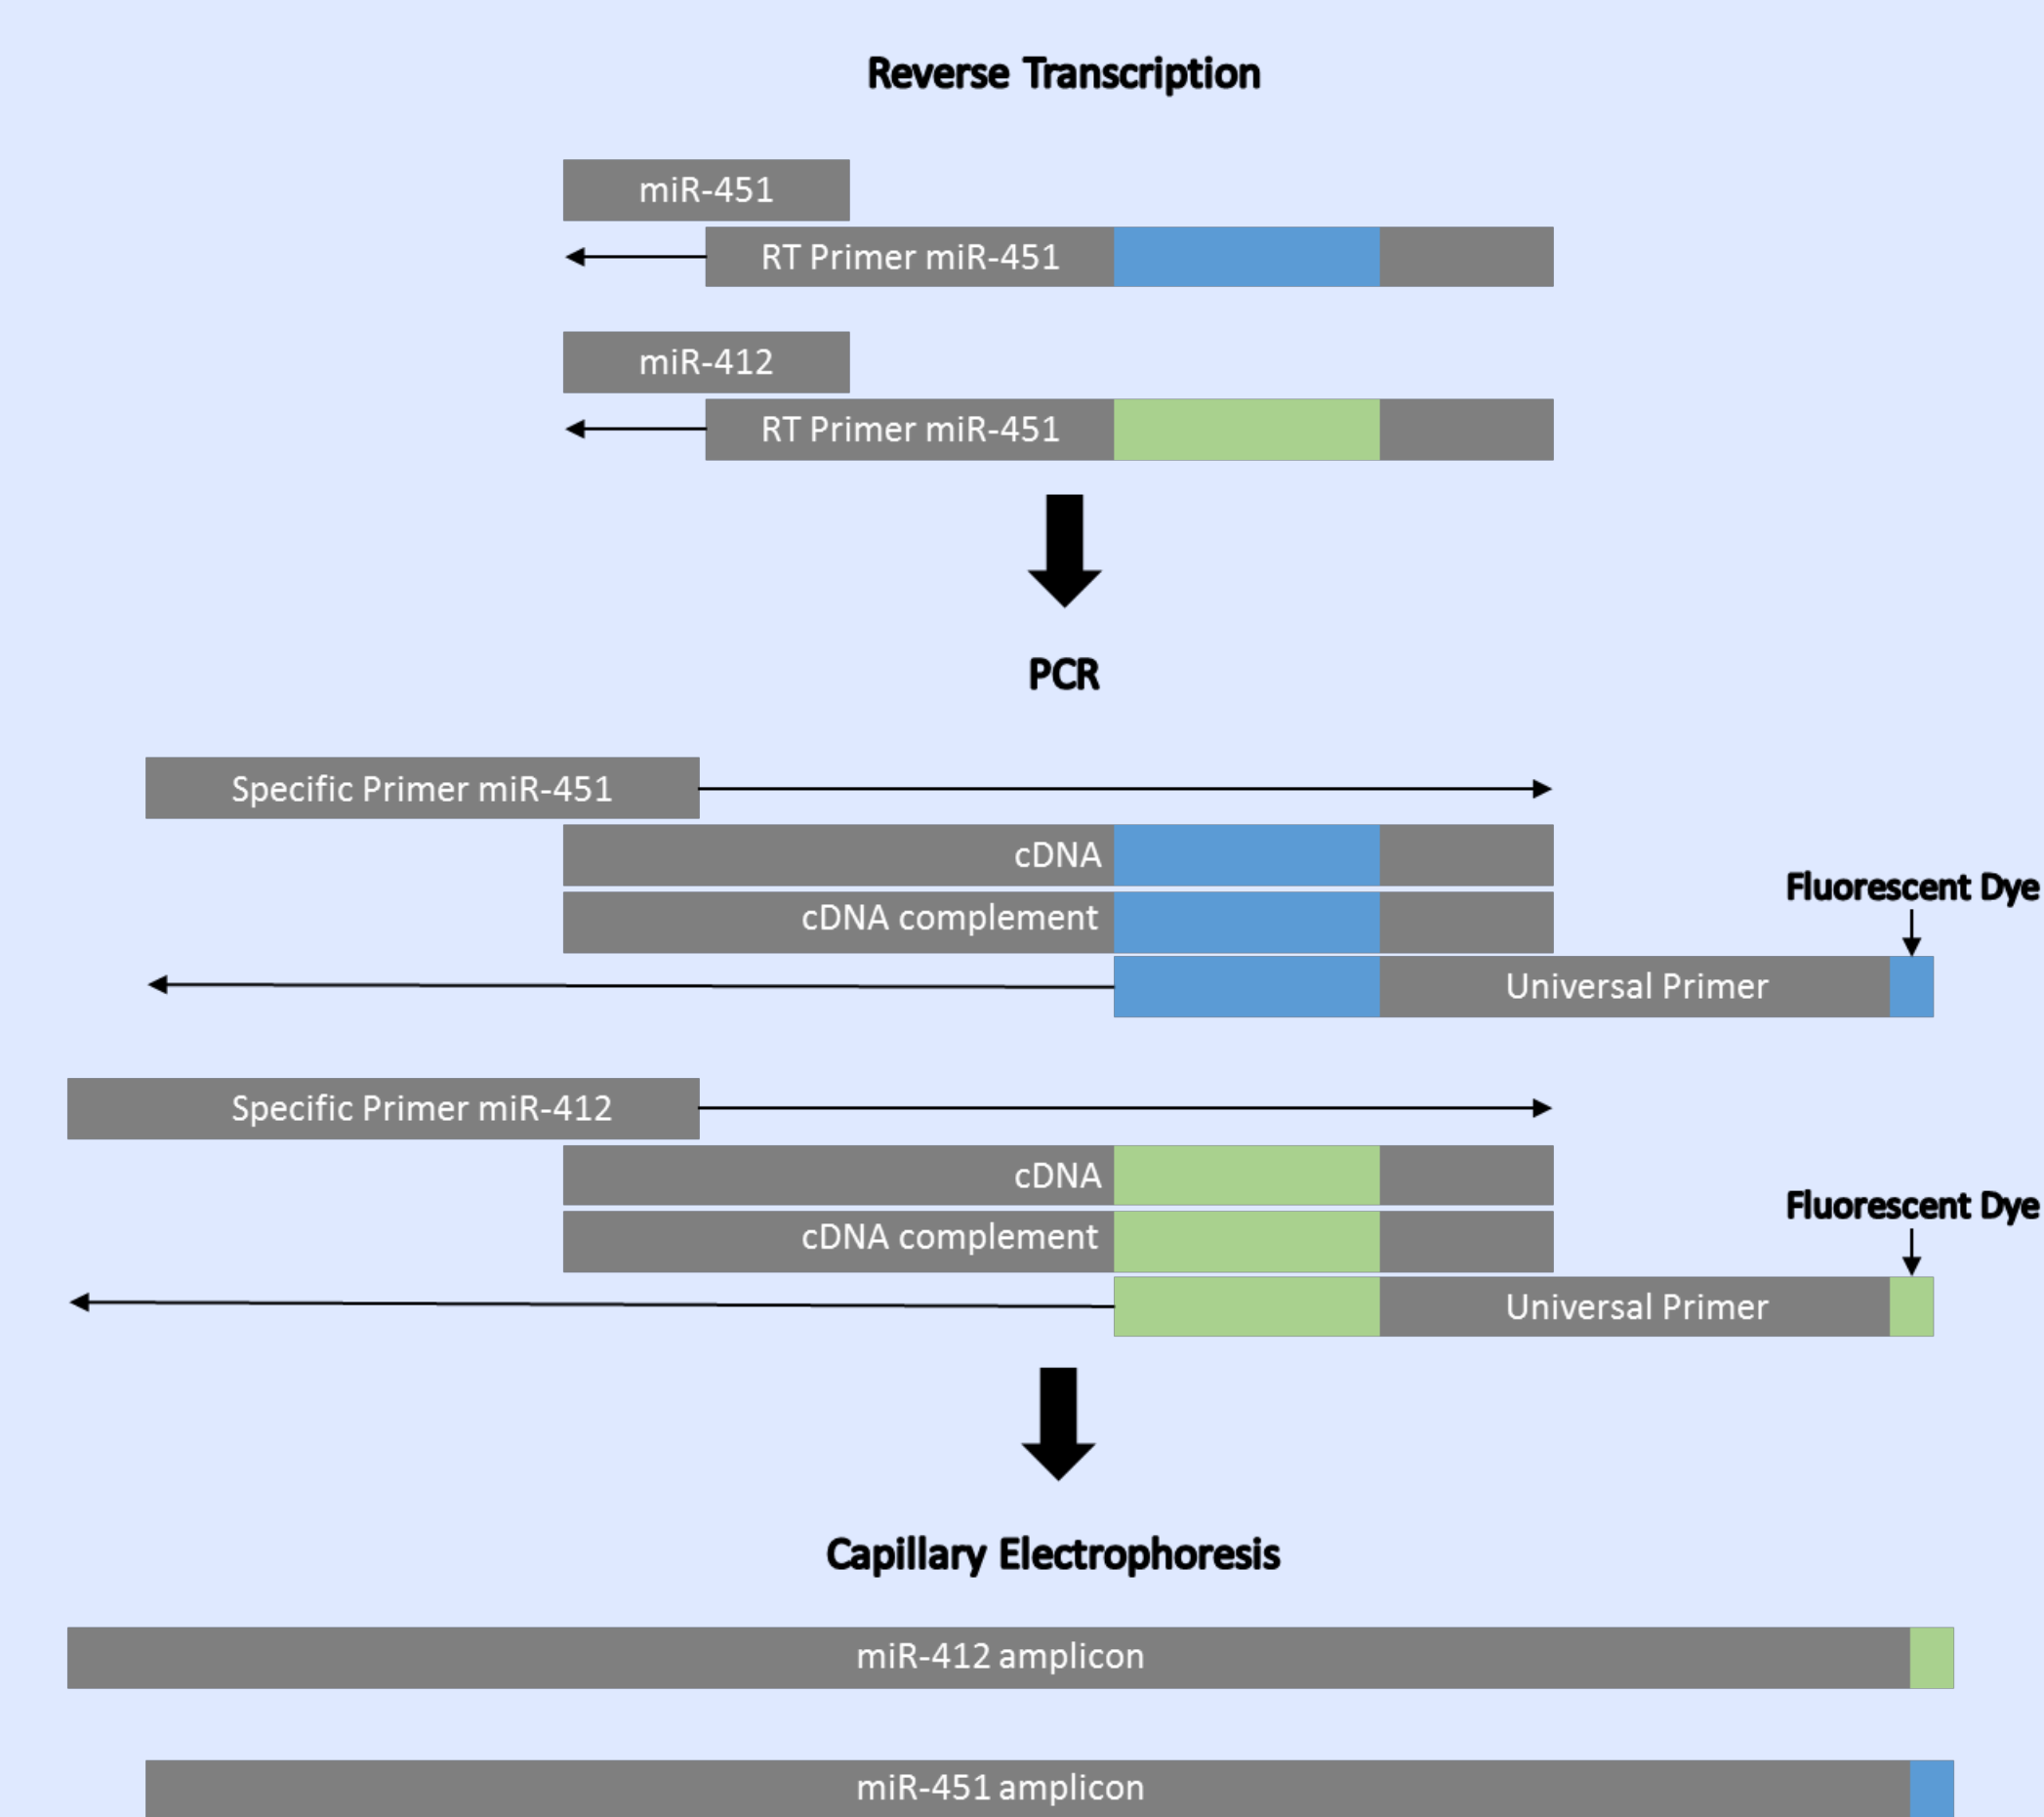 Reverse Transcription
miR-451
RT Primer miR-451
miR-412
RT Primer miR-451
PCR
Specific Primer miR-451
cDNA
cDNA complement
Fluorescent Dye
Universal Primer
Specific Primer miR-412
cDNA
cDNA complement
Fluorescent Dye
Universal Primer
Capillary Electrophoresis
miR-412 amplicon
miR-451 amplicon